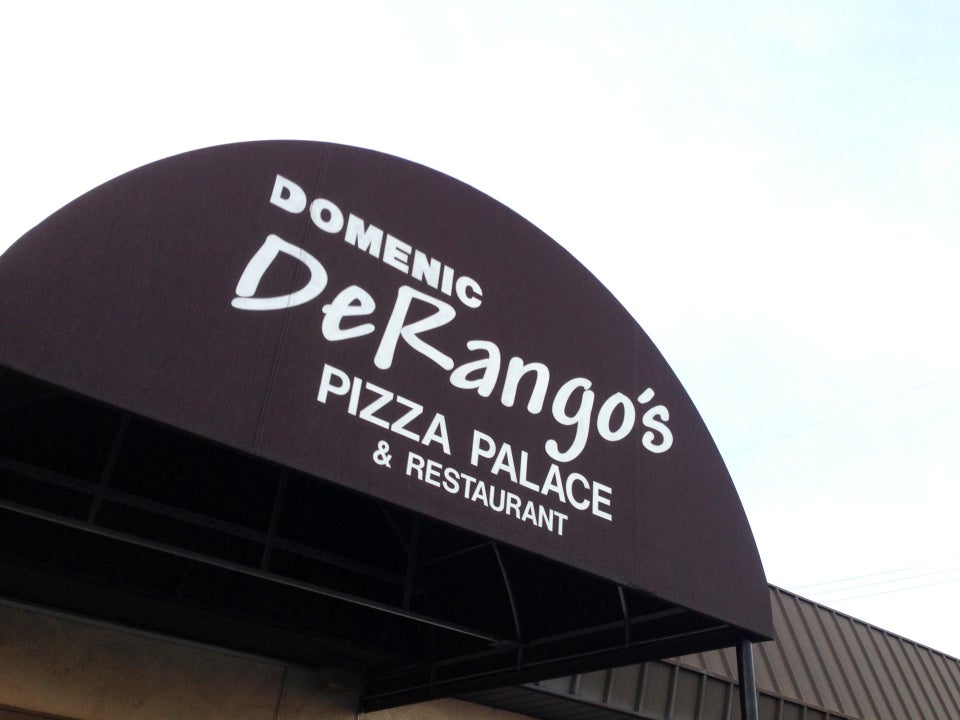 DOMENIC
DeRango's
PIZZA PALACE
& RESTAURANT